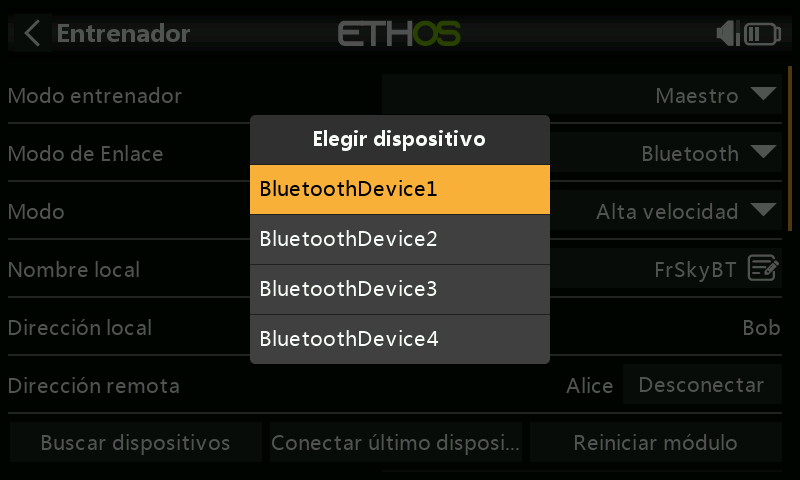 Entrenador
ETHOS
Modo entrenador
Maestro
Elegir dispositivo
Modo de Enlace
Bluetooth
BluetoothDevice1
Modo
Alta velocidad
BluetoothDevice2
Nombre local
FrSkyBT
BluetoothDevice3
Dirección local
Bob
BluetoothDevice4
Dirección remota
Alice
Desconectar
Buscar dispositivos
Conectar último disposi...
Reiniciar módulo